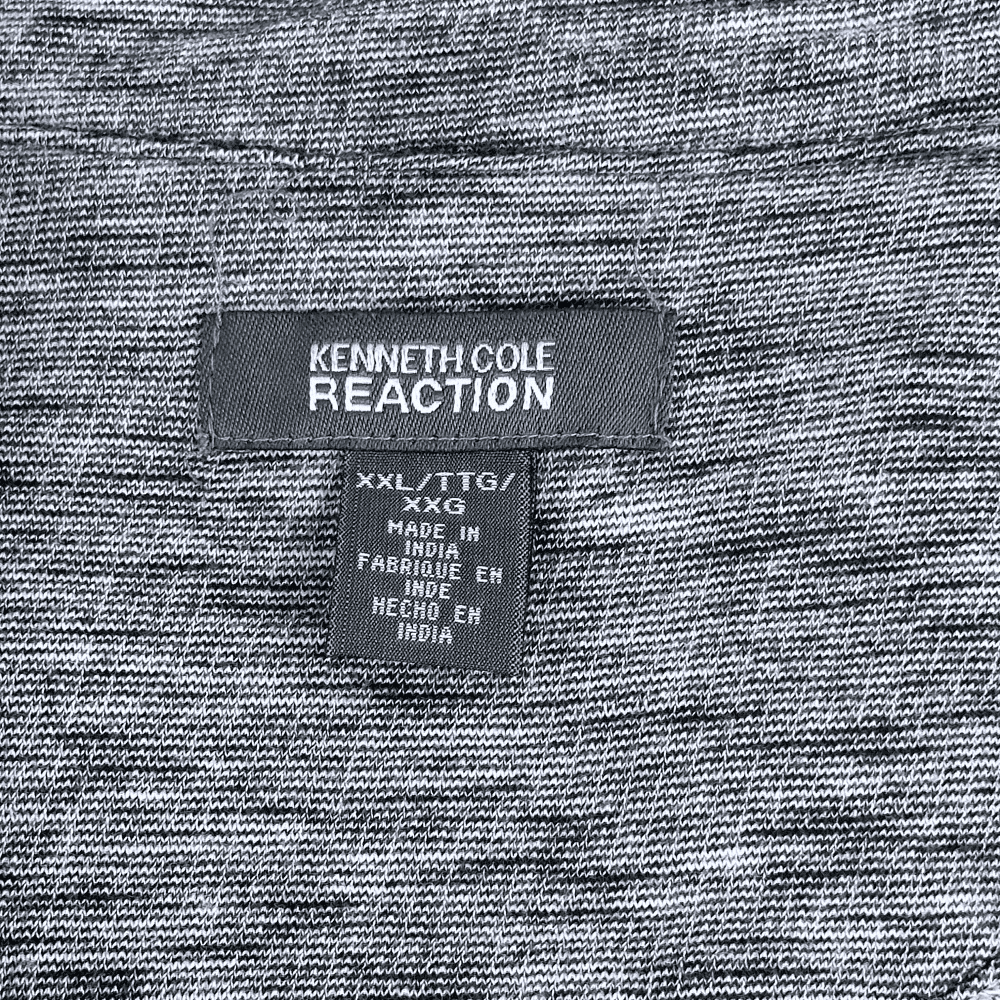 KENNETH COLE
REACTION
XXL/TTG/
XXG
MADE IN
INDIA
FABRIQUE EN
INDE
HECHO EN
INDIA